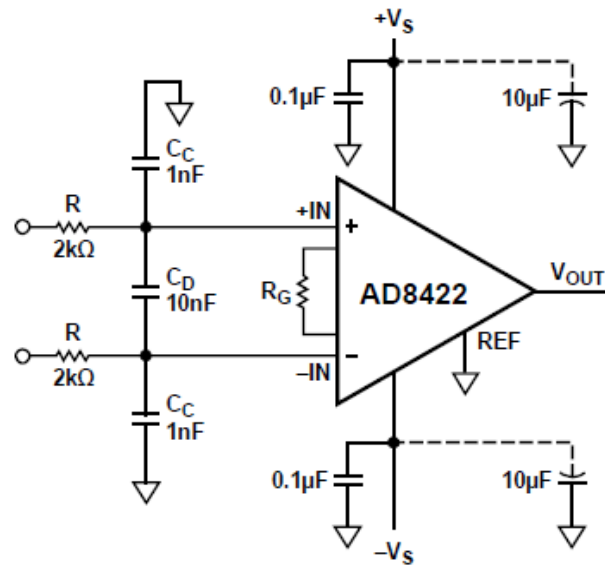 +VS
0.1µF
10µF
CC
1nF
R
2kΩ
+IN
+
CD
10nF
RG
AD8422
VOUT
REF
R
2kΩ
−
−IN
CC
1nF
0.1µF
10µF
−VS